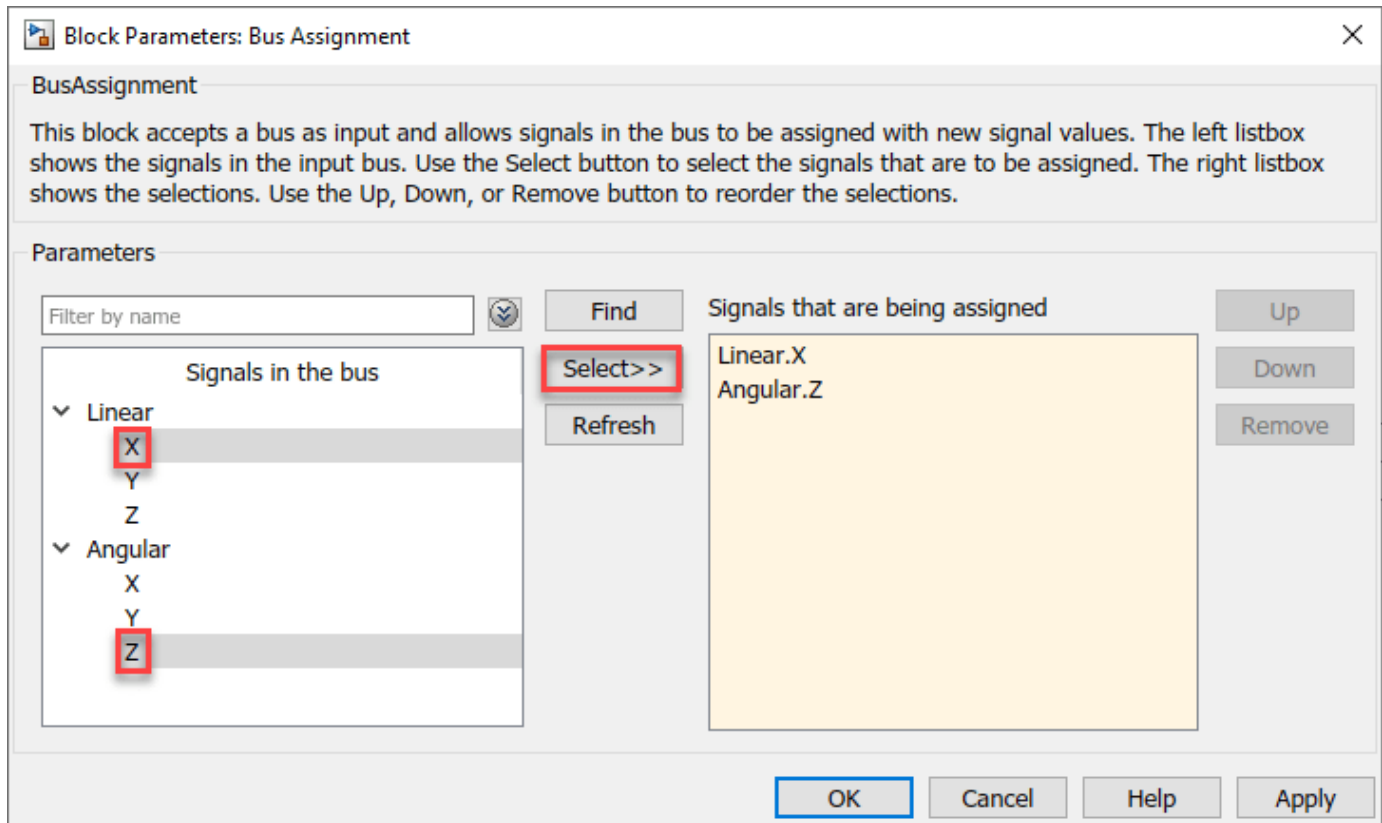 Block Parameters: Bus Assignment
BusAssignment
This block accepts a bus as input and allows signals in the bus to be assigned with new signal values. The left listbox
shows the signals in the input bus. Use the Select button to select the signals that are to be assigned. The right listbox
shows the selections. Use the Up, Down, or Remove button to reorder the selections.
Parameters
Filter by name
Find
Select>>
Refresh
Signals in the bus
Linear
X
Y
Z
Angular
X
Y
Z
Signals that are being assigned
Linear.X
Angular.Z
Up
Down
Remove
OK
Cancel
Help
Apply